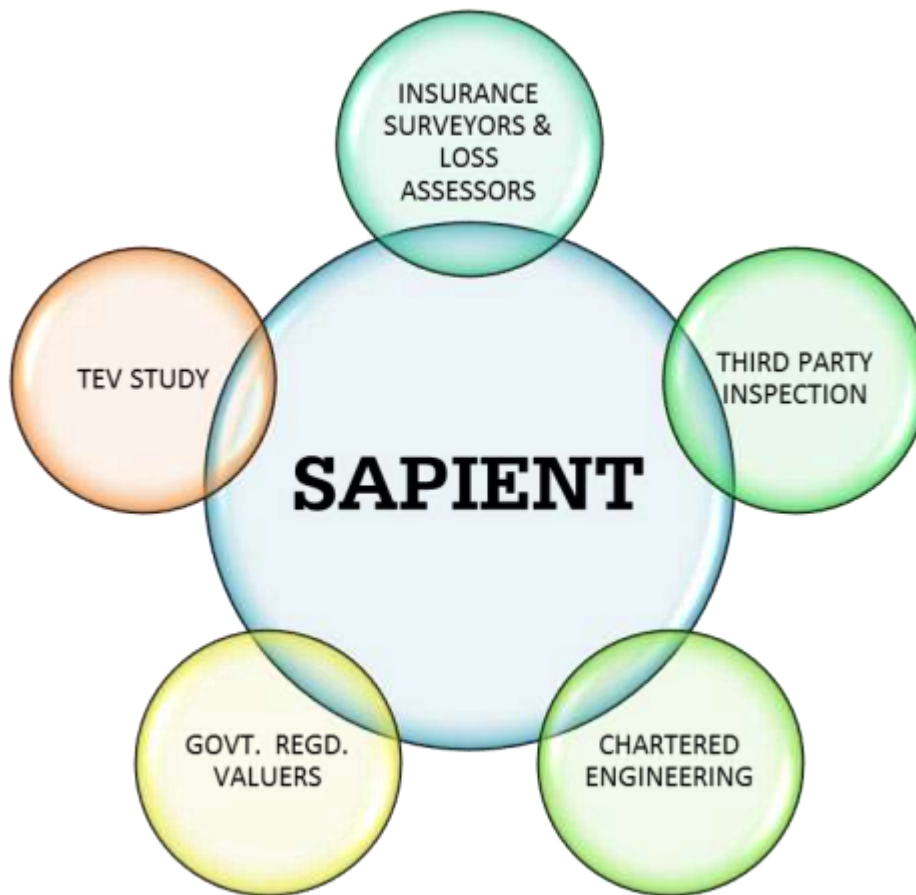 INSURANCE
SURVEYORS &
LOSS
ASSESSORS
TEV STUDY
THIRD PARTY
INSPECTION
SAPIENT
GOVT. REGD.
VALUERS
CHARTERED
ENGINEERING